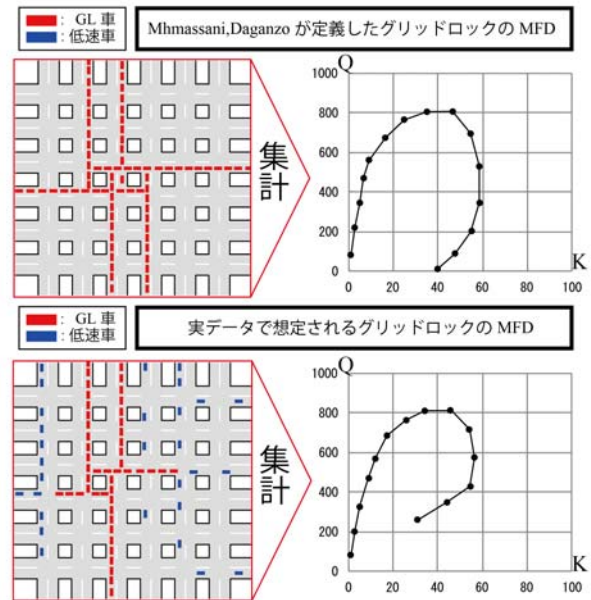 : GL 車
: 低速車
Mhmassani,Daganzo が定義したグリッドロックの MFD
集計
Q
1000
800
600
400
200
0
0 20 40 60 80 100
K
: GL 車
: 低速車
実データで想定されるグリッドロックの MFD
集計
Q
1000
800
600
400
200
0
0 20 40 60 80 100
K